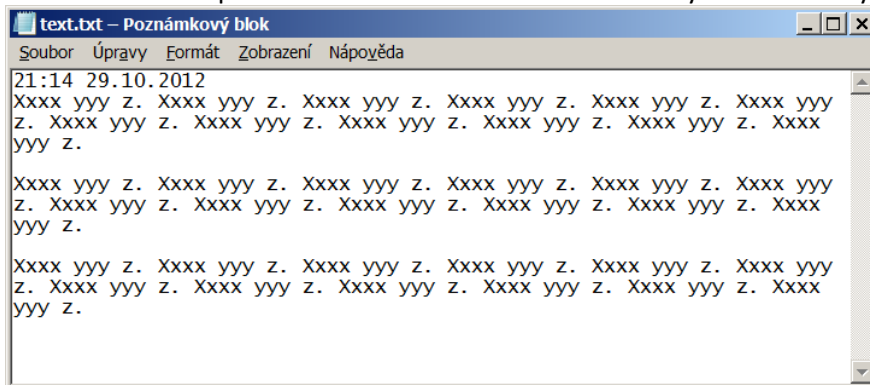 text.txt – Poznámkový blok
Soubor Úpravy Formát Zobrazení Nápověda
21:14 29.10.2012
Xxxx yyy z. Xxxx yyy z. Xxxx yyy z. Xxxx yyy z. Xxxx yyy z. Xxxx yyy
z. Xxxx yyy z. Xxxx yyy z. Xxxx yyy z. Xxxx yyy z. Xxxx yyy z. Xxxx
yyy z.
Xxxx yyy z. Xxxx yyy z. Xxxx yyy z. Xxxx yyy z. Xxxx yyy z. Xxxx yyy
z. Xxxx yyy z. Xxxx yyy z. Xxxx yyy z. Xxxx yyy z. Xxxx yyy z. Xxxx
yyy z.
Xxxx yyy z. Xxxx yyy z. Xxxx yyy z. Xxxx yyy z. Xxxx yyy z. Xxxx yyy
z. Xxxx yyy z. Xxxx yyy z. Xxxx yyy z. Xxxx yyy z. Xxxx yyy z. Xxxx
yyy z.